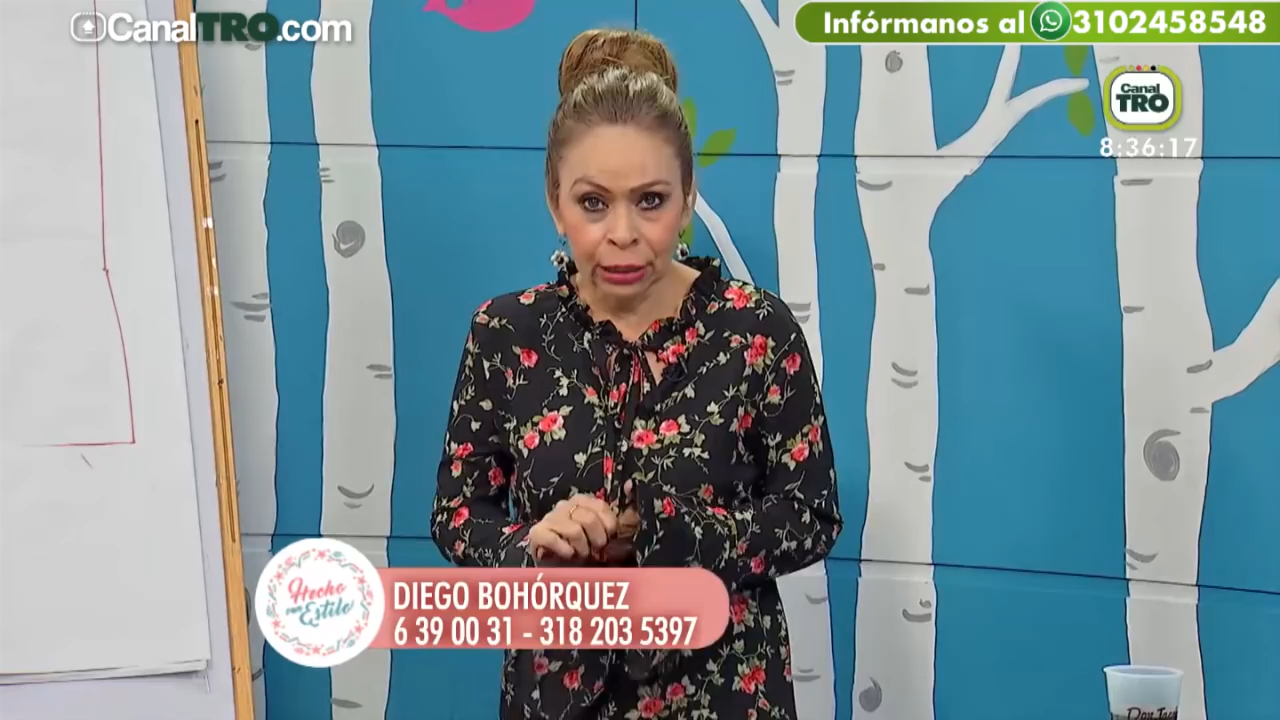 CanalTRO.com
Infórmanos al 3102458548
Canal
TRO
8:36:17
Hecho
con Estilo
DIEGO BOHÓRQUEZ
6 39 00 31 - 318 203 5397